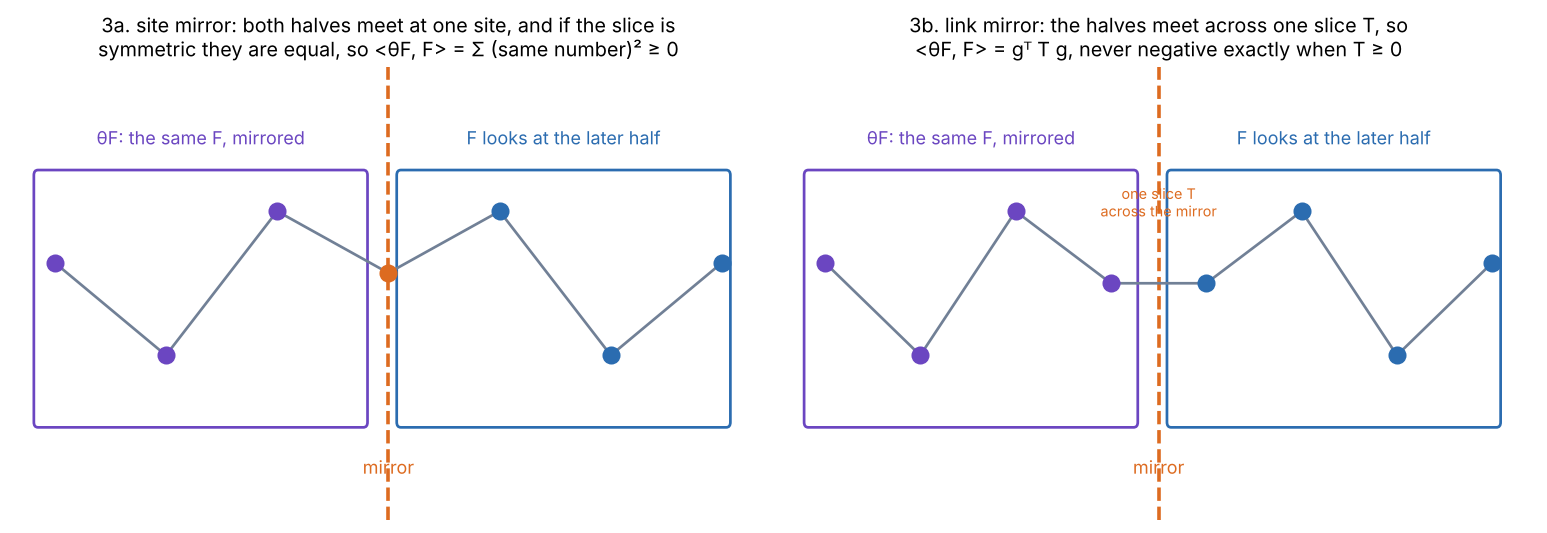 3a. site mirror: both halves meet at one site, and if the slice is
symmetric they are equal, so <θF, F> = Σ (same number)² ≥ 0
θF: the same F, mirrored
F looks at the later half
mirror
3b. link mirror: the halves meet across one slice T, so
<θF, F> = gᵀ T g, never negative exactly when T ≥ 0
θF: the same F, mirrored
F looks at the later half
one slice T
across the mirror
mirror